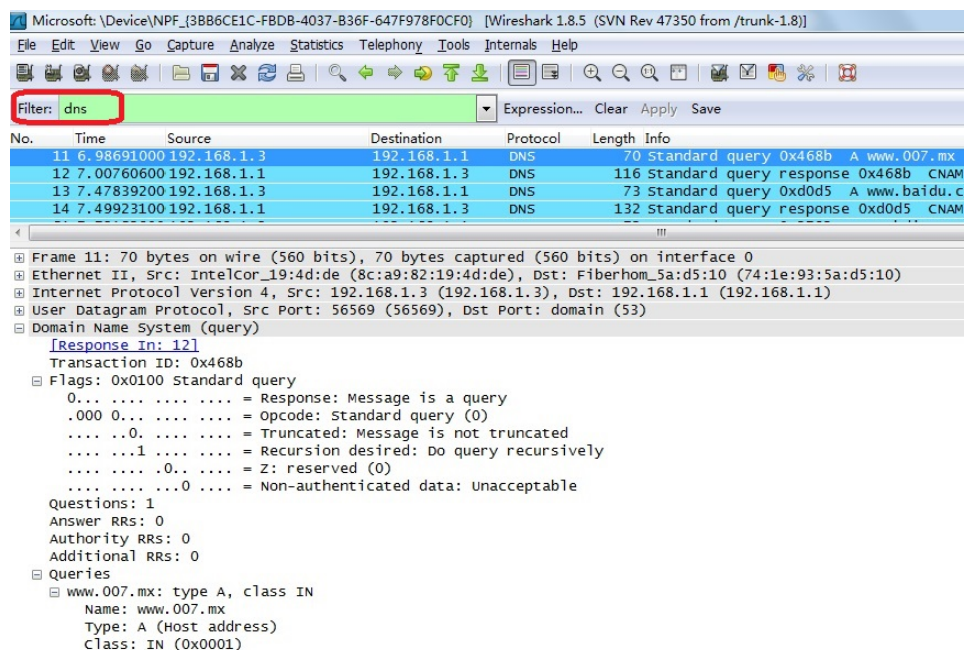 Microsoft: \Device\NPF_{3BB6CE1C-FBDB-4037-B36F-647F978F0CF0} [Wireshark 1.8.5 (SVN Rev 47350 from /trunk-1.8)]
File Edit View Go Capture Analyze Statistics Telephony Tools Internals Help
Filter: dns Expression... Clear Apply Save
No. Time Source Destination Protocol Length Info
11 6.98691000 192.168.1.3 192.168.1.1 DNS 70 Standard query 0x468b A www.007.mx
12 7.00760600 192.168.1.1 192.168.1.3 DNS 116 Standard query response 0x468b CNAM
13 7.47839200 192.168.1.3 192.168.1.1 DNS 73 Standard query 0xd0d5 A www.baidu.c
14 7.49923100 192.168.1.1 192.168.1.3 DNS 132 Standard query response 0xd0d5 CNAM
Frame 11: 70 bytes on wire (560 bits), 70 bytes captured (560 bits) on interface 0
Ethernet II, Src: IntelCor_19:4d:de (8c:a9:82:19:4d:de), Dst: Fiberhom_5a:d5:10 (74:1e:93:5a:d5:10)
Internet Protocol Version 4, Src: 192.168.1.3 (192.168.1.3), Dst: 192.168.1.1 (192.168.1.1)
User Datagram Protocol, Src Port: 56569 (56569), Dst Port: domain (53)
Domain Name System (query)
[Response In: 12]
Transaction ID: 0x468b
Flags: 0x0100 Standard query
0... .... .... .... = Response: Message is a query
.000 0... .... .... = Opcode: Standard query (0)
.... ..0. .... .... = Truncated: Message is not truncated
.... ...1 .... .... = Recursion desired: Do query recursively
.... .... .0.. .... = Z: reserved (0)
.... .... ...0 .... = Non-authenticated data: Unacceptable
Questions: 1
Answer RRs: 0
Authority RRs: 0
Additional RRs: 0
Queries
www.007.mx: type A, class IN
Name: www.007.mx
Type: A (Host address)
Class: IN (0x0001)